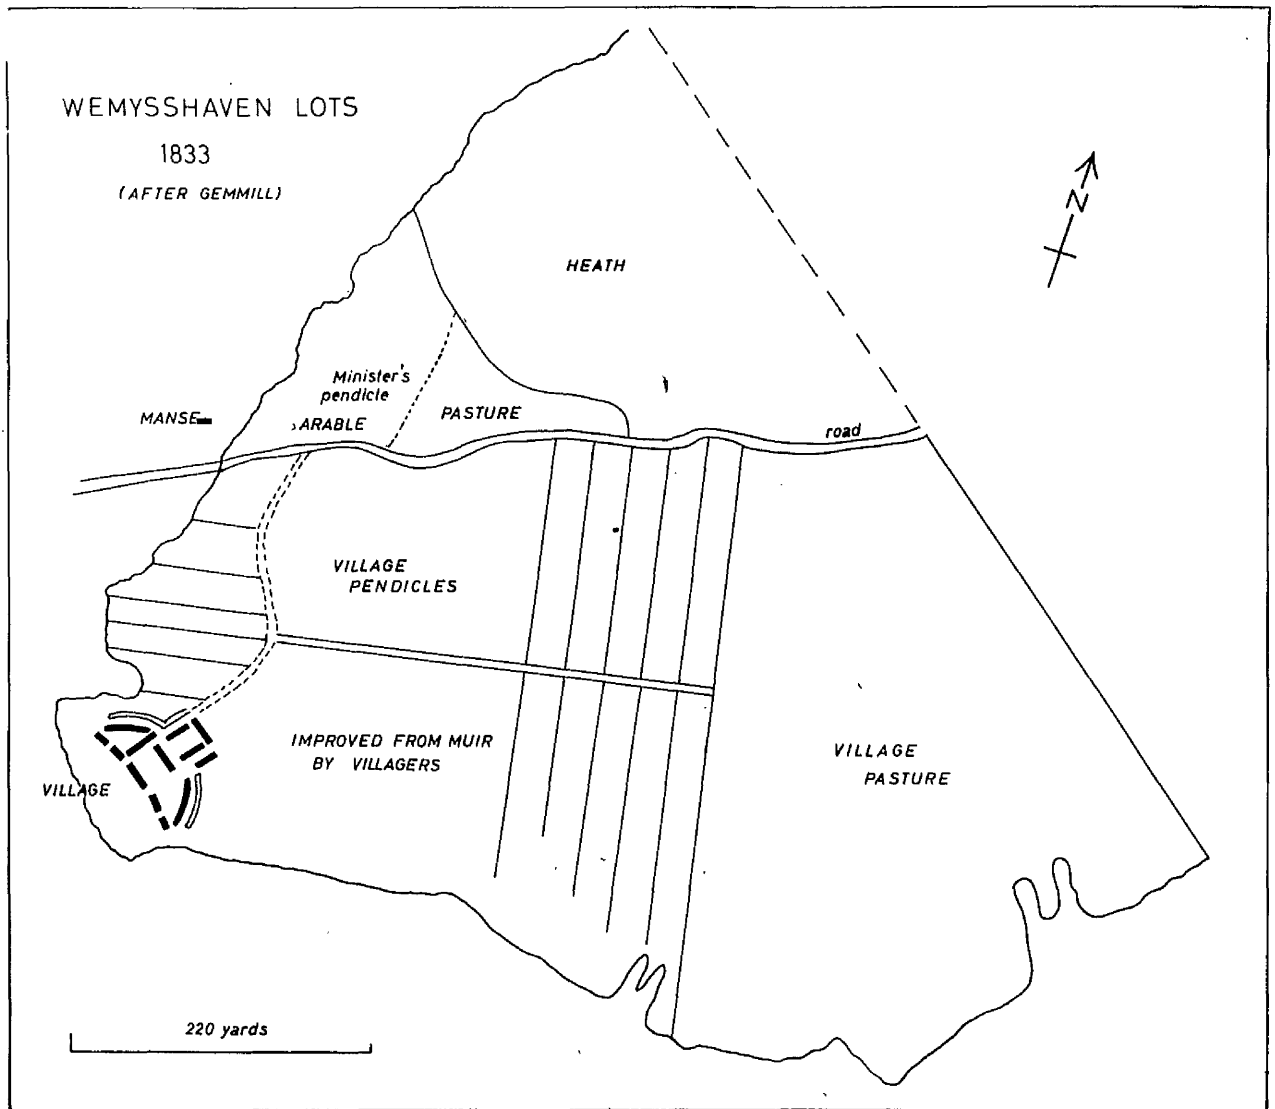 WEMYSSHAVEN LOTS
1833
(AFTER GEMMILL)
N
HEATH
Minister's
pendicle
MANSE
ARABLE
PASTURE
road
VILLAGE
PENDICLES
IMPROVED FROM MUIR
BY VILLAGERS
VILLAGE
PASTURE
VILLAGE
220 yards